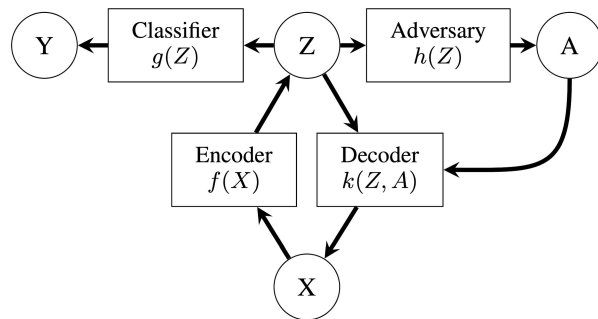 Y
Classifier
g(Z)
Z
Adversary
h(Z)
A
Encoder
f(X)
Decoder
k(Z, A)
X